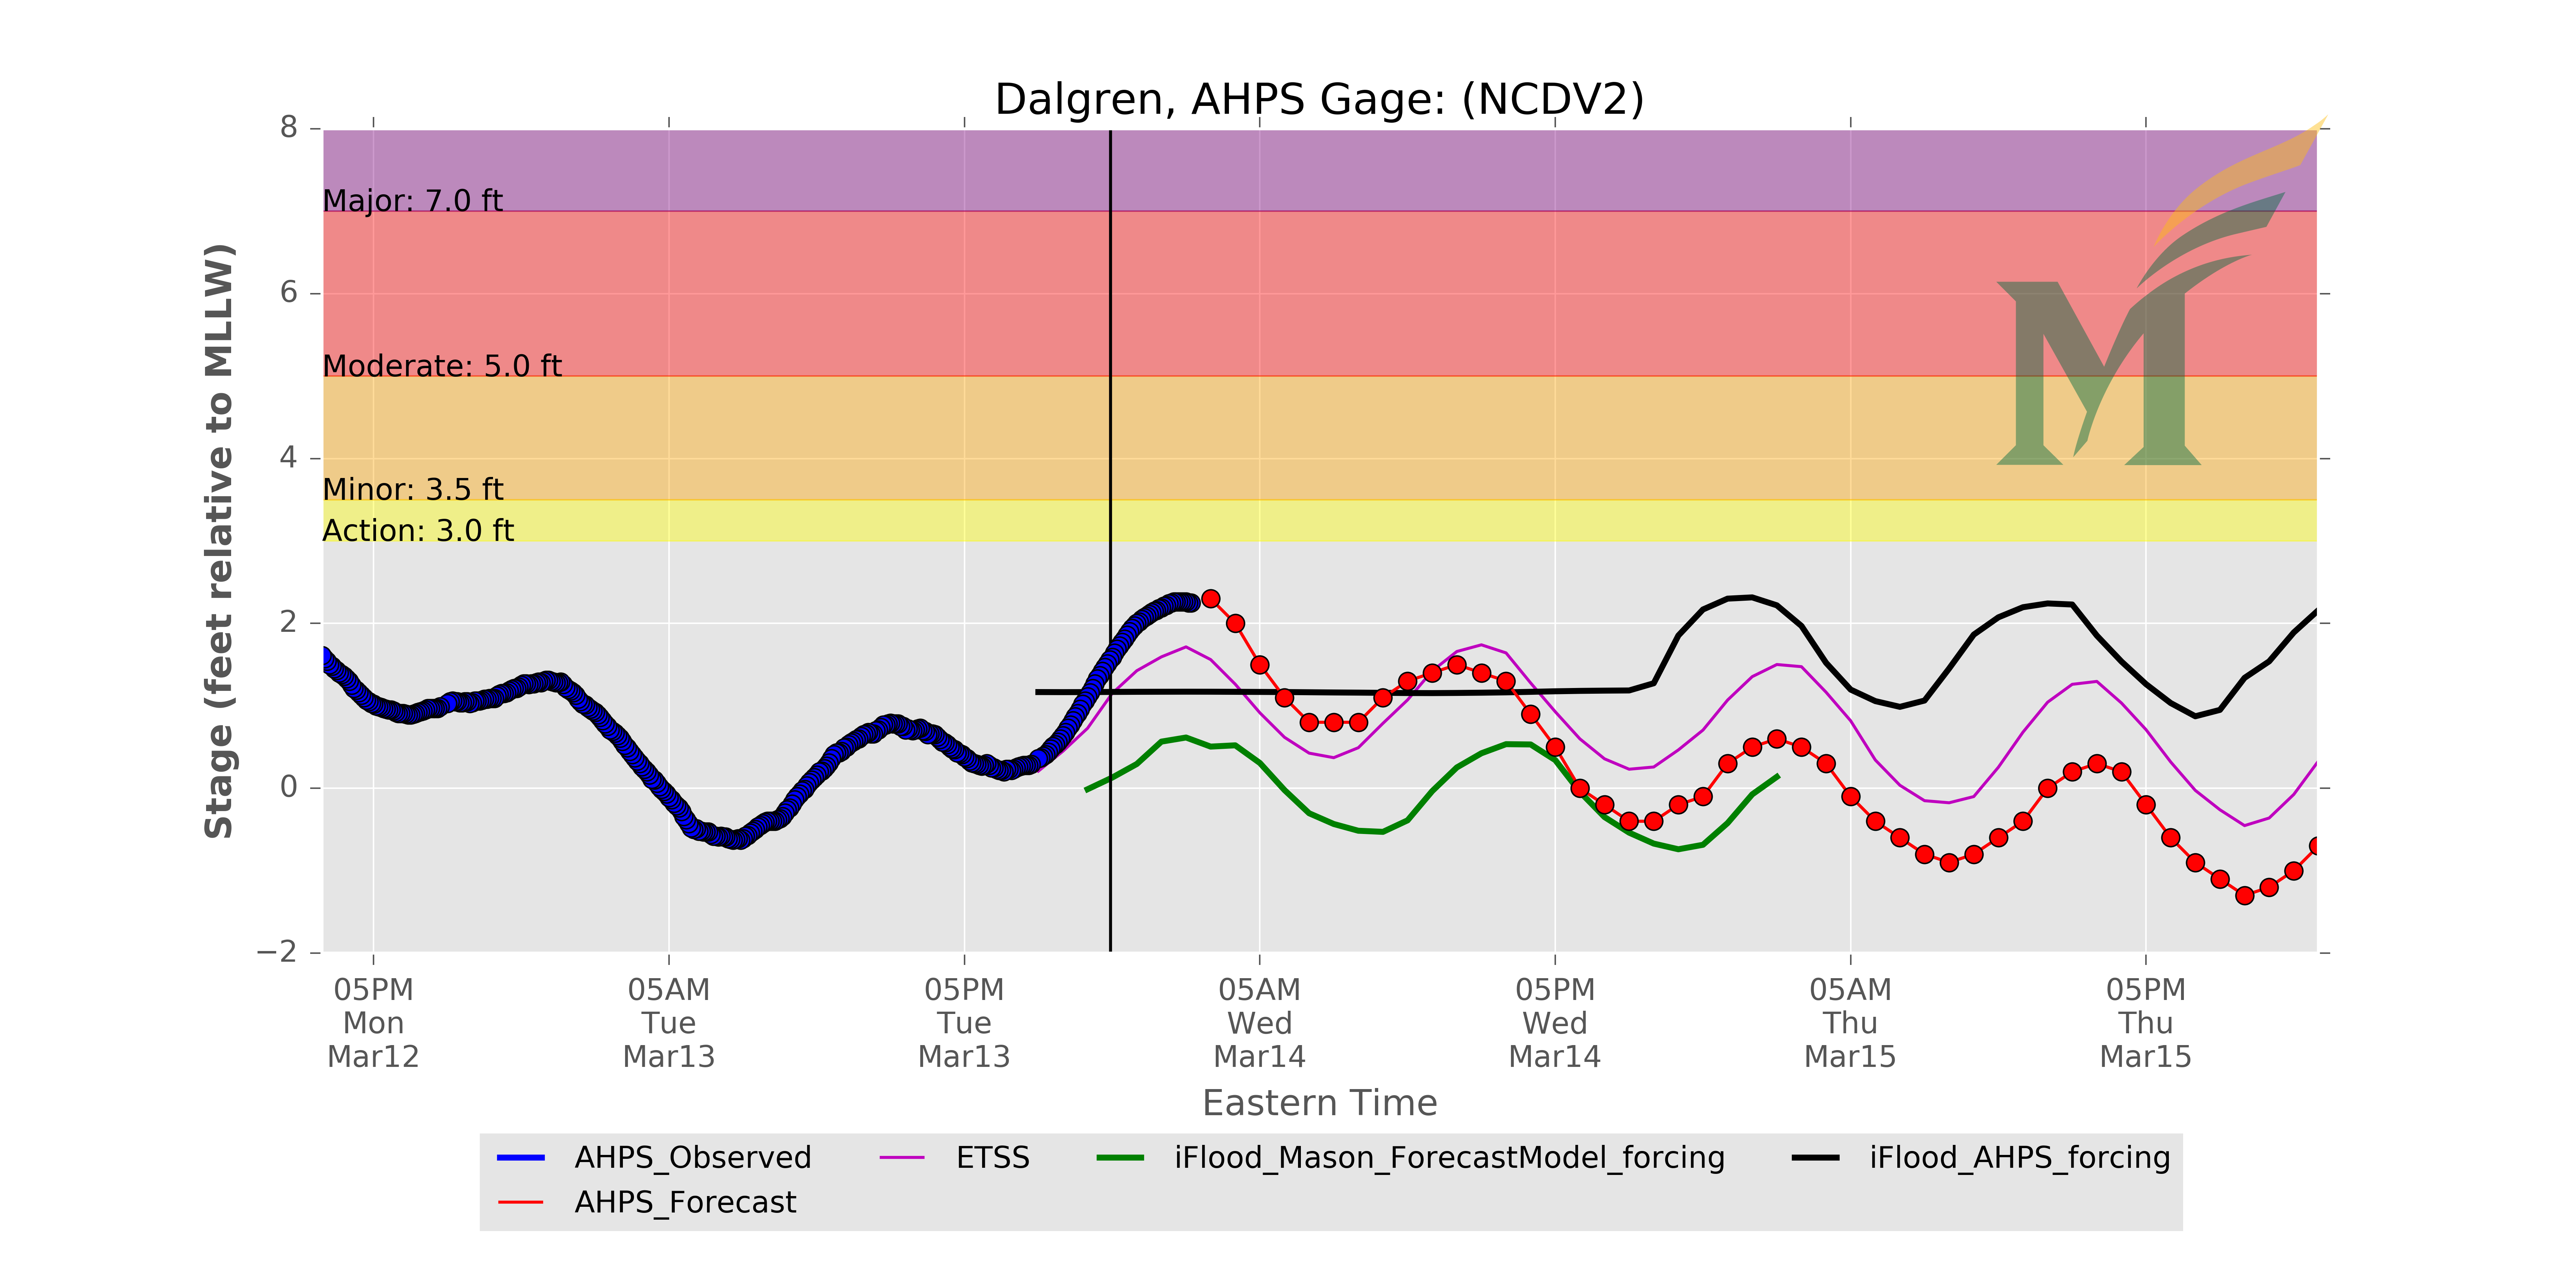 Dalgren, AHPS Gage: (NCDV2)
8
Major: 7.0 ft
6
Moderate: 5.0 ft
4
Minor: 3.5 ft
Action: 3.0 ft
2
0
−2
Stage (feet relative to MLLW)
05PM 05AM 05PM 05AM 05PM 05AM 05PM
Mon Tue Tue Wed Wed Thu Thu
Mar12 Mar13 Mar13 Mar14 Mar14 Mar15 Mar15
Eastern Time
AHPS_Observed ETSS iFlood_Mason_ForecastModel_forcing iFlood_AHPS_forcing
AHPS_Forecast
M